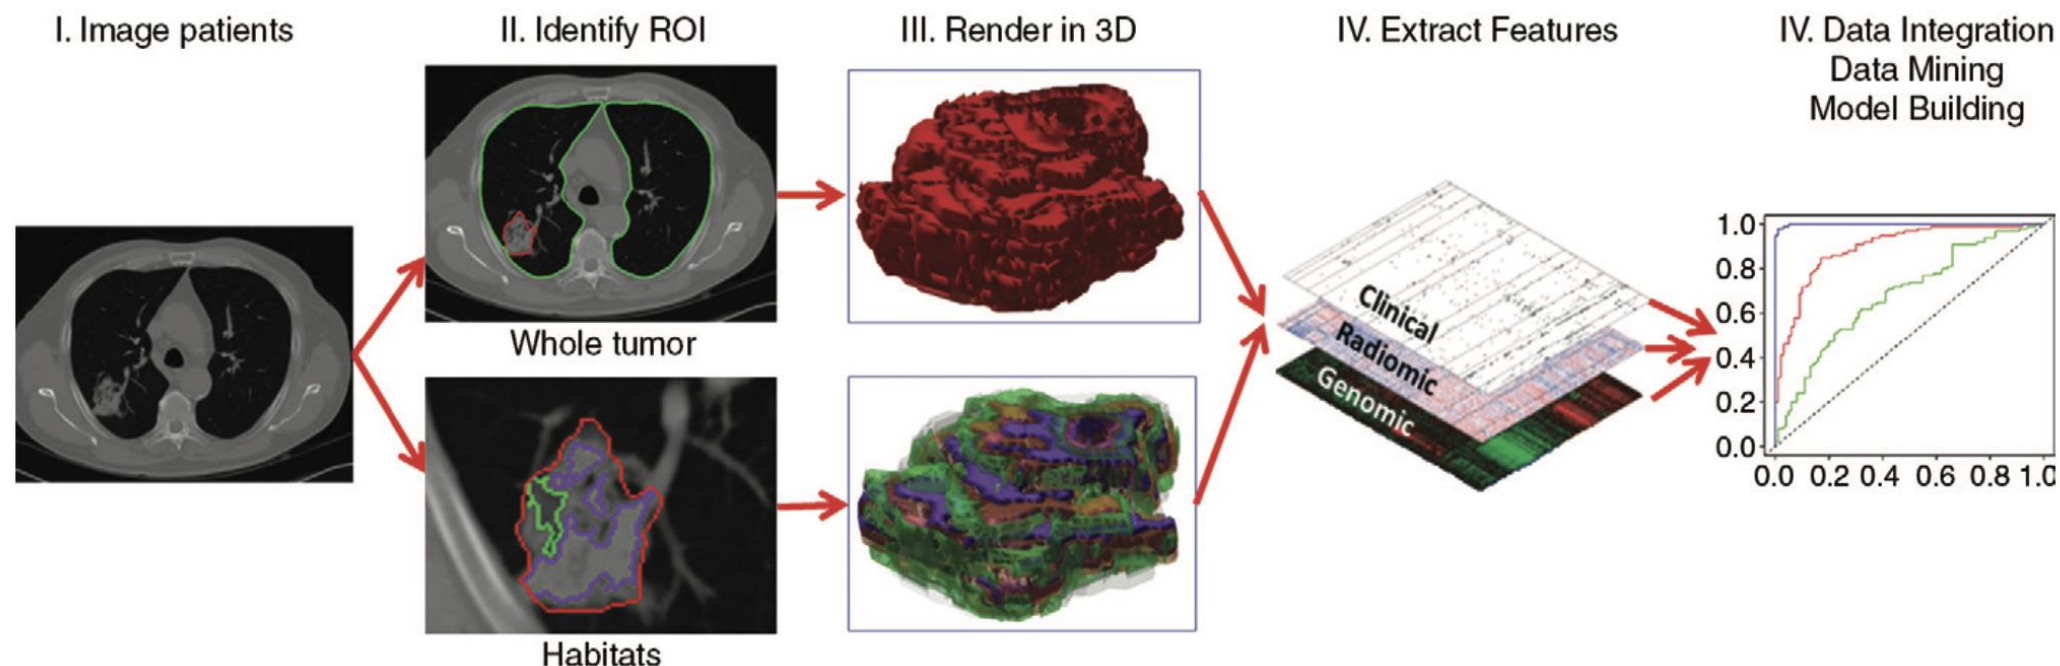 I. Image patients
II. Identify ROI
III. Render in 3D
IV. Extract Features
IV. Data Integration
Data Mining
Model Building
Whole tumor
Habitats
Clinical
Radiomic
Genomic
1.0
0.8
0.6
0.4
0.2
0.0
0.0 0.2 0.4 0.6 0.8 1.0